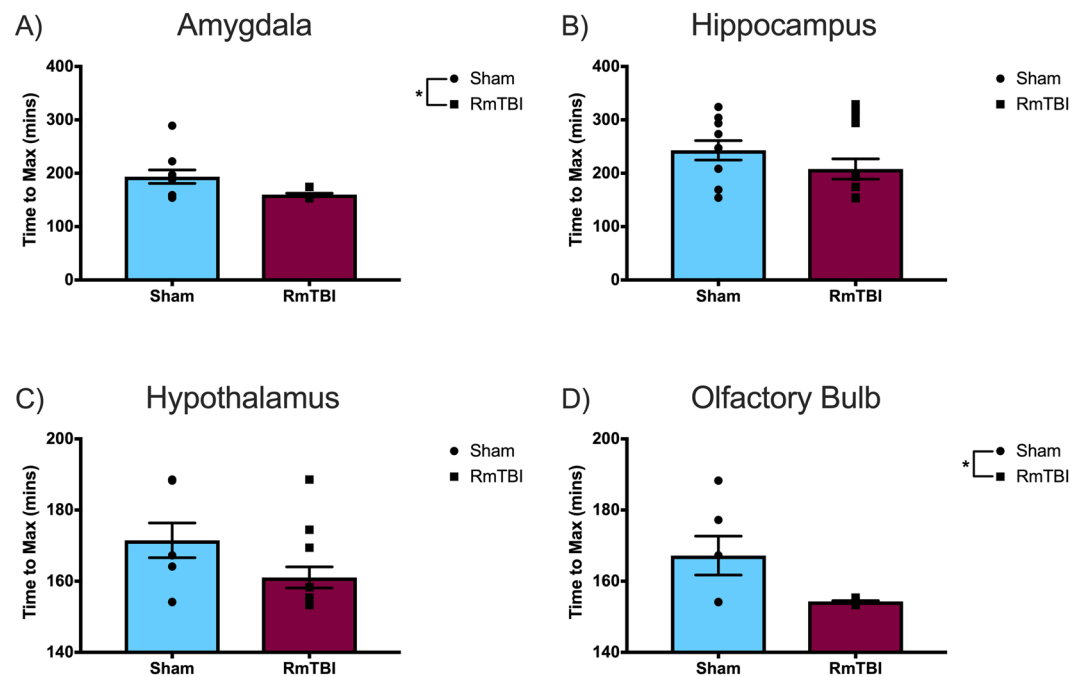 A) Amygdala
Time to Max (mins)
400
300
200
100
0
Sham
RmTBI
* Sham
RmTBI
B) Hippocampus
Time to Max (mins)
400
300
200
100
0
Sham
RmTBI
Sham
RmTBI
C) Hypothalamus
Time to Max (mins)
200
180
160
140
Sham
RmTBI
Sham
RmTBI
D) Olfactory Bulb
Time to Max (mins)
200
180
160
140
Sham
RmTBI
* Sham
RmTBI